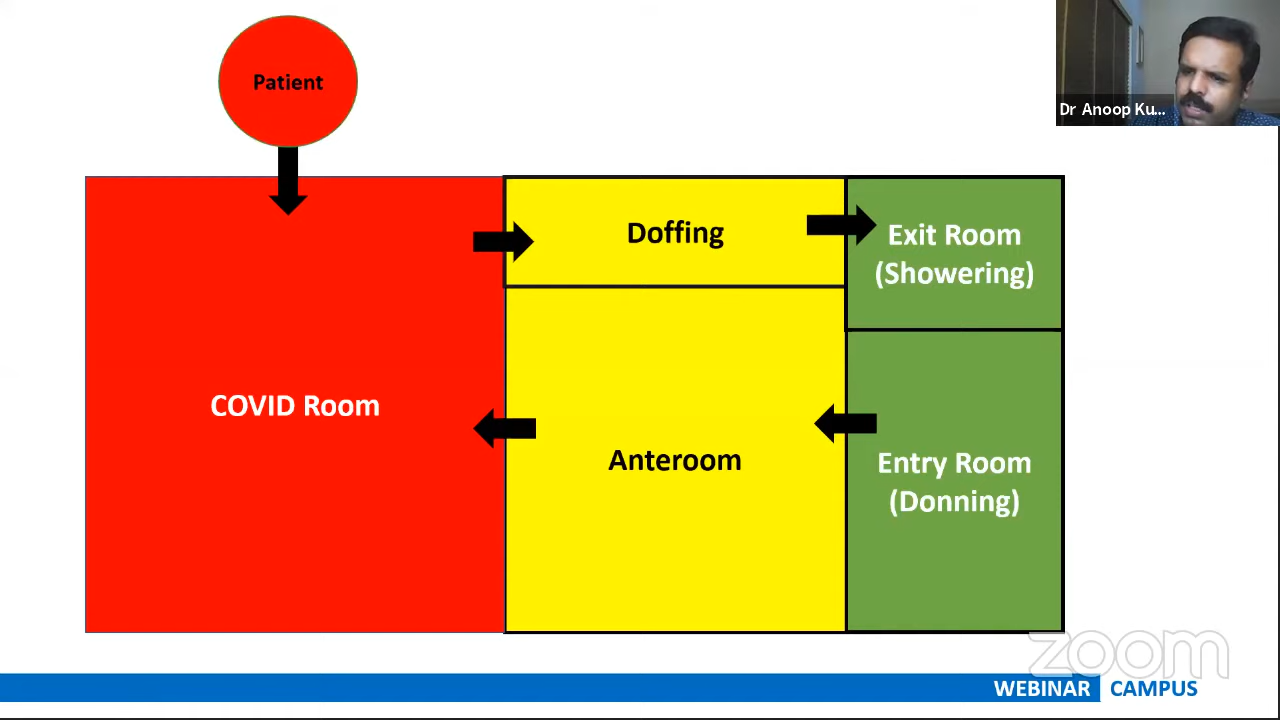 Patient
Dr Anoop Ku...
Doffing
Exit Room
(Showering)
COVID Room
Anteroom
Entry Room
(Donning)
zoom
WEBINAR CAMPUS